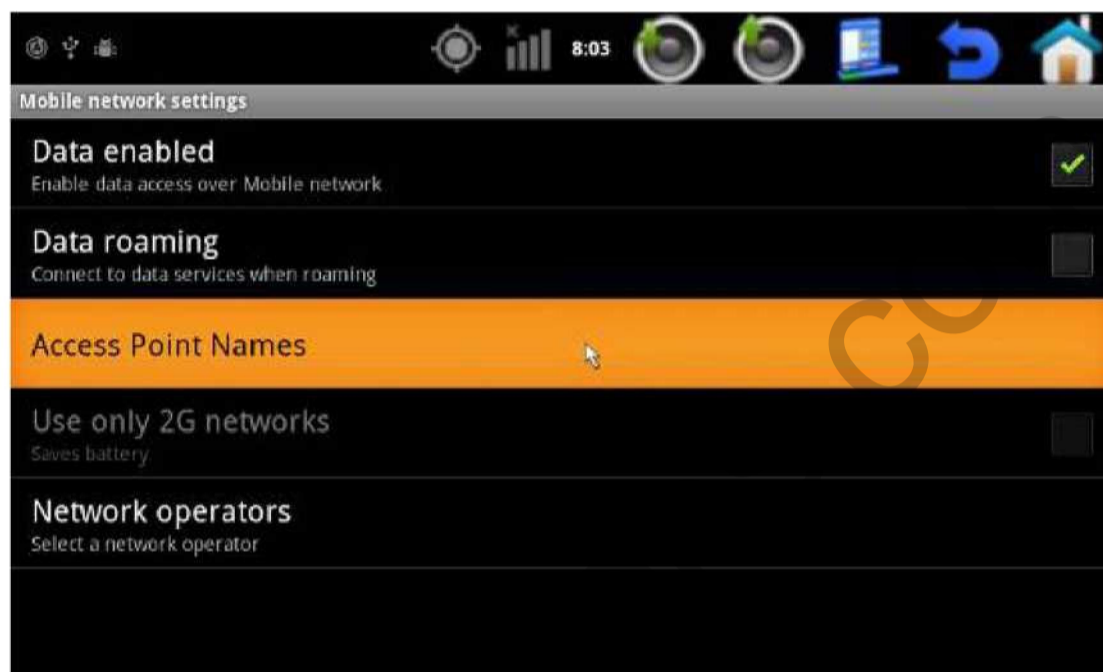 8:03
Mobile network settings
Data enabled
Enable data access over Mobile network
Data roaming
Connect to data services when roaming
Access Point Names
Use only 2G networks
Saves battery
Network operators
Select a network operator